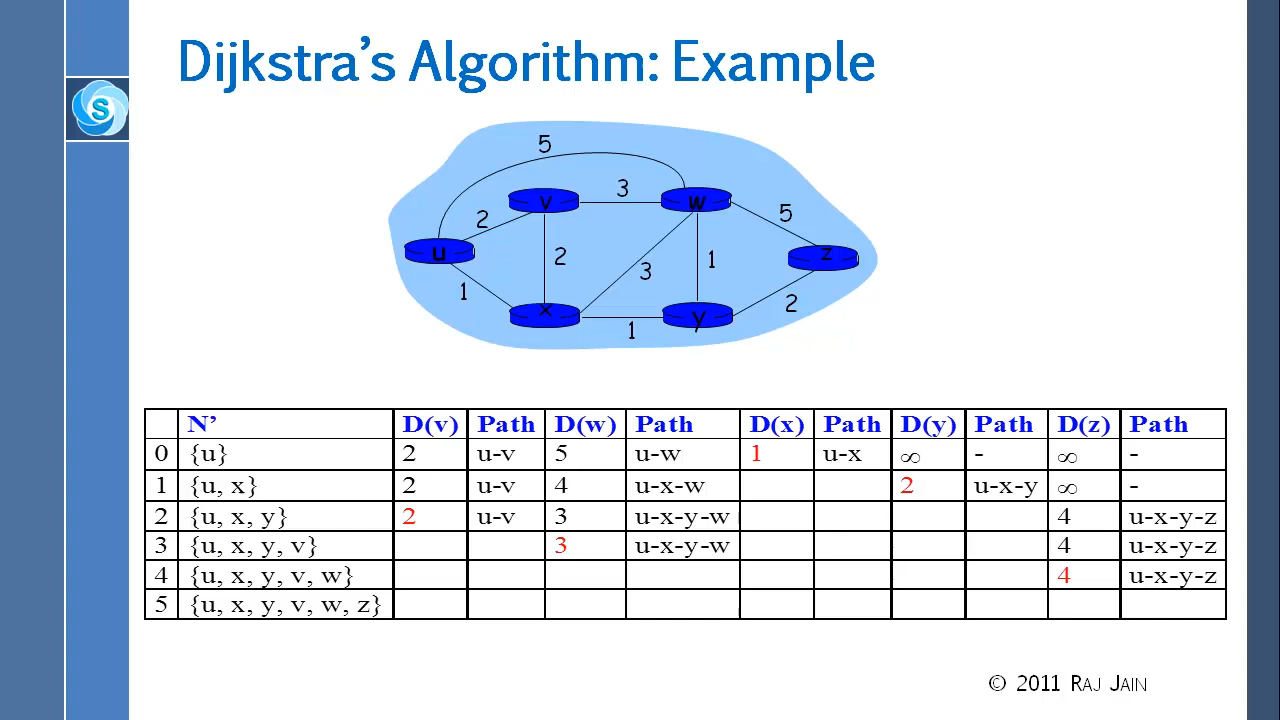 Dijkstra's Algorithm: Example
S
5
v
3
w
2
5
u
2
1
z
3
1
x
2
1
y
N' D(v) Path D(w) Path D(x) Path D(y) Path D(z) Path
0 {u} 2 u-v 5 u-w 1 u-x ∞ - ∞ -
1 {u, x} 2 u-v 4 u-x-w 2 u-x-y ∞ -
2 {u, x, y} 2 u-v 3 u-x-y-w 4 u-x-y-z
3 {u, x, y, v} 3 u-x-y-w 4 u-x-y-z
4 {u, x, y, v, w} 4 u-x-y-z
5 {u, x, y, v, w, z}
© 2011 RAJ JAIN